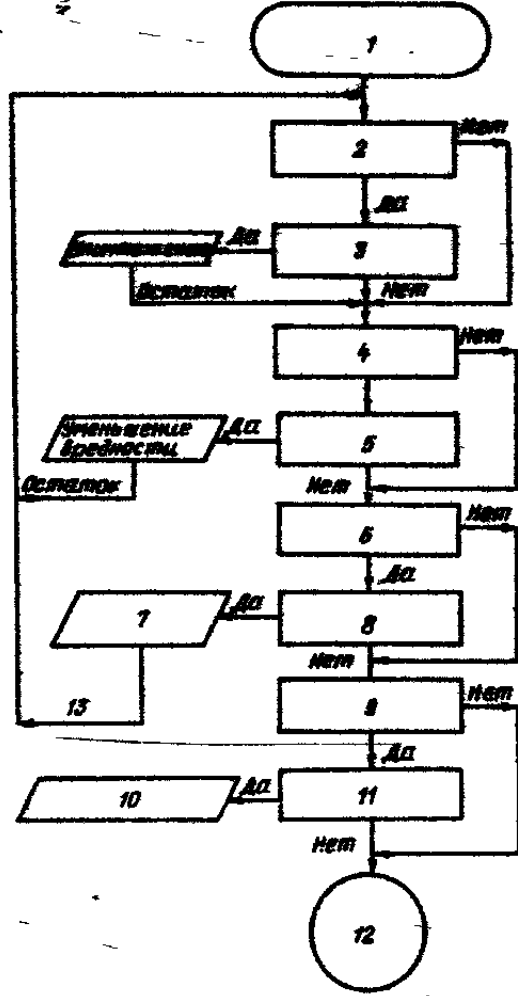 1
Нет
2
Да
Да
3
Остаток
Нет
4
Нет
Уменьшение
вредности
Да
5
Остаток
Нет
6
Нет
Да
7
Да
8
Нет
13
9
Нет
Да
10
Да
11
Нет
12